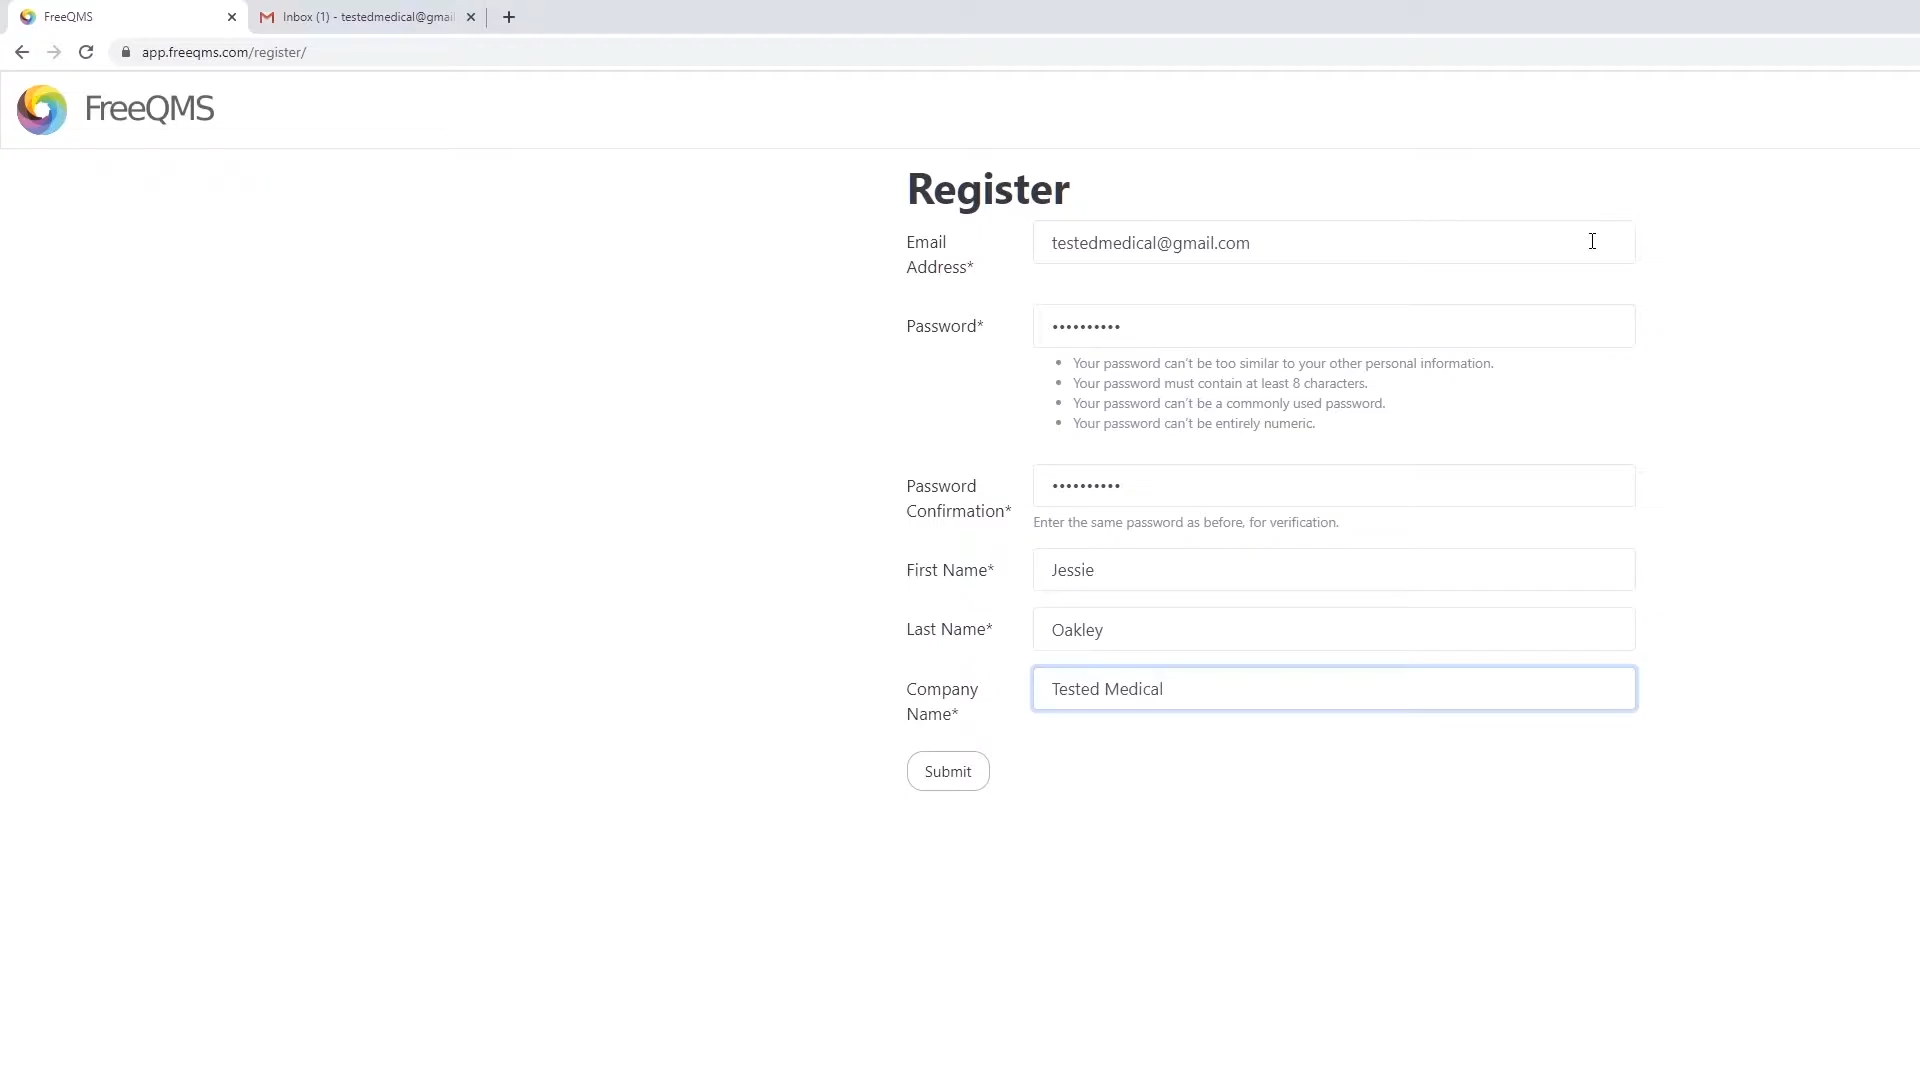 FreeQMS
Inbox (1) - testedmedical@gmai
app.freeqms.com/register/
FreeQMS
Register
Email
Address*
testedmedical@gmail.com
Password*
••••••••••
• Your password can't be too similar to your other personal information.
• Your password must contain at least 8 characters.
• Your password can't be a commonly used password.
• Your password can't be entirely numeric.
Password
Confirmation*
••••••••••
Enter the same password as before, for verification.
First Name*
Jessie
Last Name*
Oakley
Company
Name*
Tested Medical
Submit